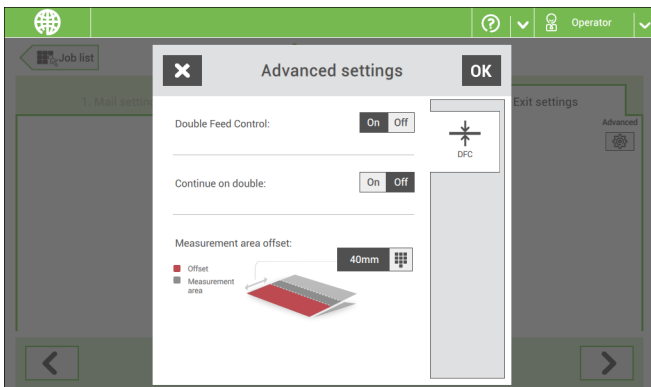 Operator
Job list
Advanced settings
OK
1. Mail settin
Exit settings
Double Feed Control:
On Off
Advanced
DFC
Continue on double:
On Off
Measurement area offset:
40mm
Offset
Measurement
area